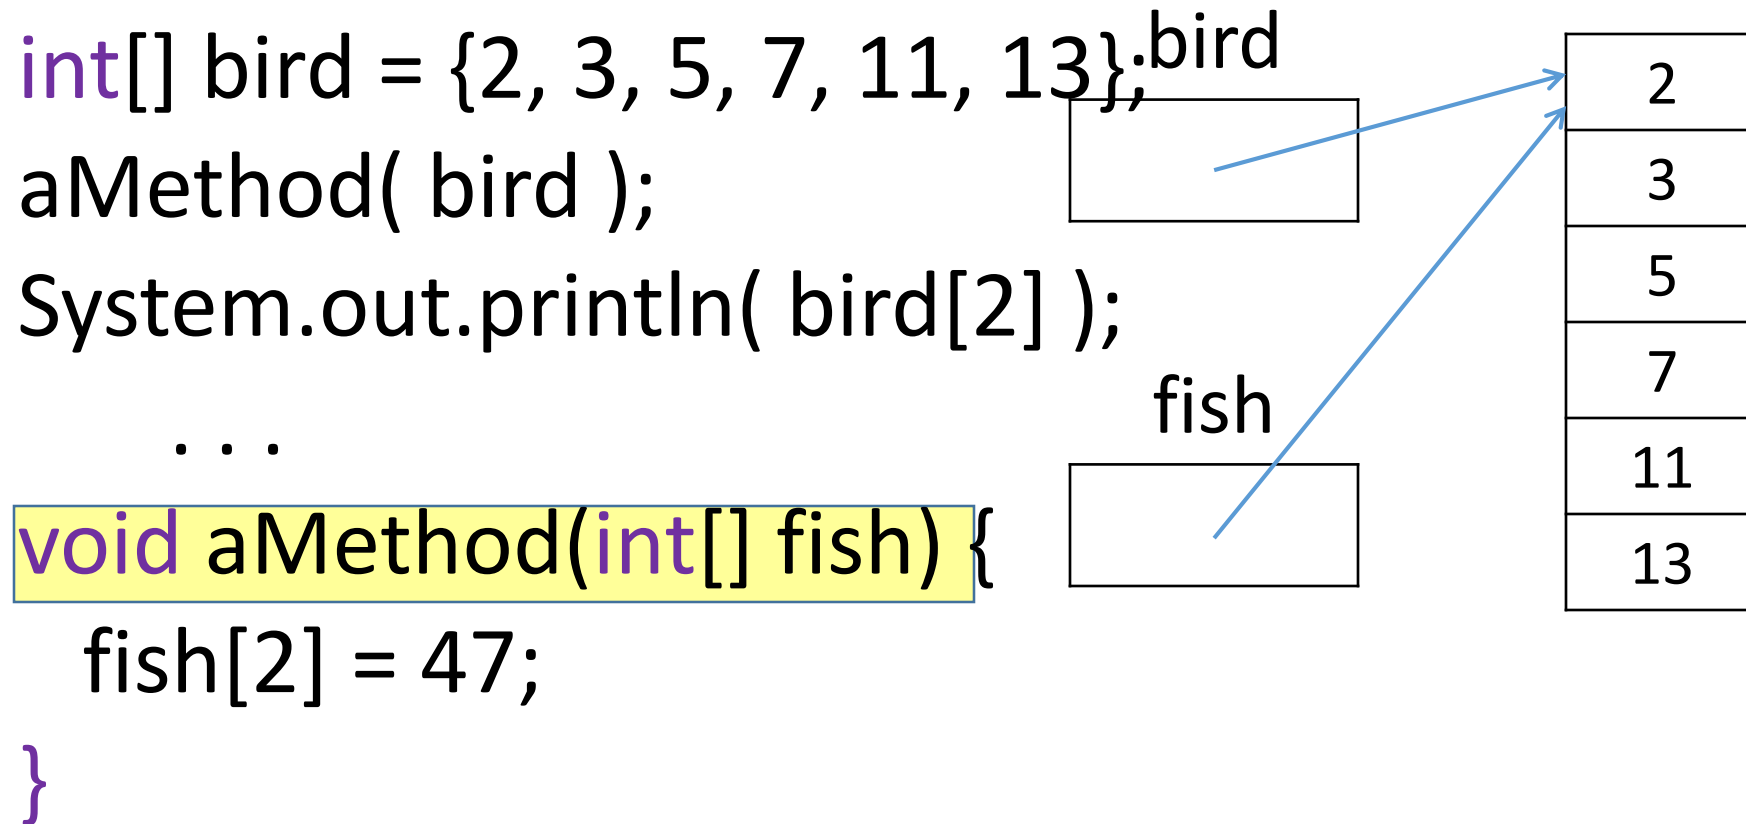 int[] bird = {2, 3, 5, 7, 11, 13};
aMethod( bird );
System.out.println( bird[2] );
. . .
void aMethod(int[] fish) {
fish[2] = 47;
}
bird
fish
2
3
5
7
11
13